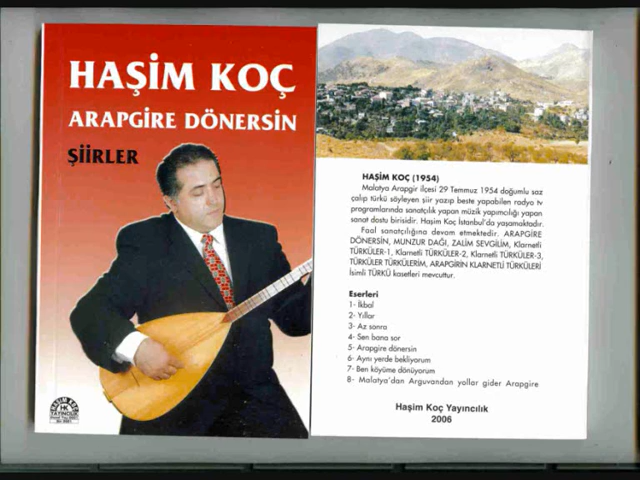 HAŞİM KOÇ
ARAPGİRE DÖNERSİN
ŞİİRLER
HAŞİM KOÇ
HK
YAYINCILIK
HAŞİM KOÇ (1954)
Malatya Arapgir ilçesi 29 Temmuz 1954 doğumlu saz
çalıp türkü söyleyen şiir yazıp beste yapabilen radyo tv
programlarında sanatçılık yapan müzik yapımcılığı yapan
sanat dostu birisidir. Haşim Koç İstanbul'da yaşamaktadır.
Faal sanatçılığına devam etmektedir. ARAPGİRE
DÖNERSİN, MUNZUR DAĞI, ZALİM SEVGİLİM, Klarnetli
TÜRKÜLER-1, Klarnetli TÜRKÜLER-2, Klarnetli TÜRKÜLER-3,
TÜRKÜLER TÜRKÜLERİM, ARAPGİRİN KLARNETLİ TÜRKÜLERİ
İsimli TÜRKÜ kasetleri mevcuttur.
Eserleri
1- İkbal
2- Yıllar
3- Az sonra
4- Sen bana sor
5- Arapgire dönersin
6- Aynı yerde bekliyorum
7- Ben köyüme dönüyorum
8- Malatya'dan Arguvandan yollar gider Arapgire
Haşim Koç Yayıncılık
2006